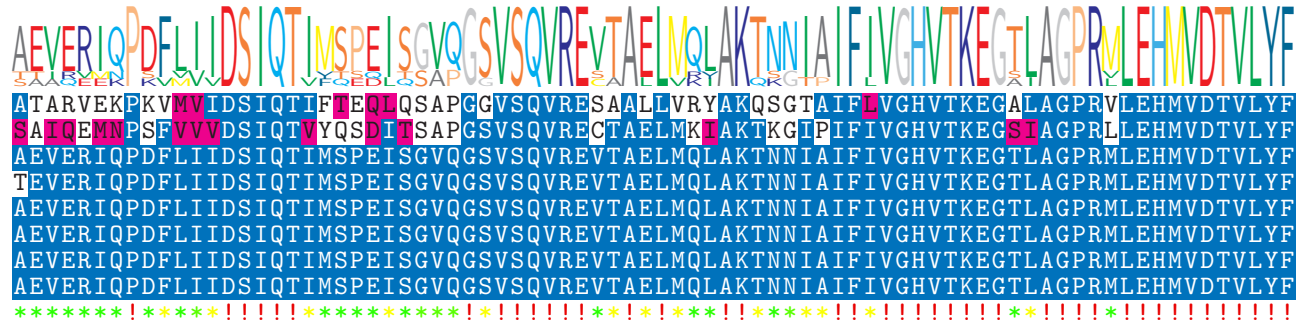 AEVERIQPDFLIIDSIQTIMSPEISGVQGSVSQVREVTAELMQLAKTNNIAIFIVGHVTKEGTLAGPRMLEHMVDTVLYF
ATARVEKPKVMVIDSIQTIFTEQLQSAPGGVSQVRESAALLVRYAKQSGTAIFLVGHVTKEGALAGPRVLEHMVDTVLYF
SAIQEMNPSFVVVDSIQTVYQSDITSAPGSVSQVRECTAELMKIAKTKGIPIFIVGHVTKEGSIAGPRLLEHMVDTVLYF
AEVERIQPDFLIIDSIQTIMSPEISGVQGSVSQVREVTAELMQLAKTNNIAIFIVGHVTKEGTLAGPRMLEHMVDTVLYF
TEVERIQPDFLIIDSIQTIMSPEISGVQGSVSQVREVTAELMQLAKTNNIAIFIVGHVTKEGTLAGPRMLEHMVDTVLYF
AEVERIQPDFLIIDSIQTIMSPEISGVQGSVSQVREVTAELMQLAKTNNIAIFIVGHVTKEGTLAGPRMLEHMVDTVLYF
AEVERIQPDFLIIDSIQTIMSPEISGVQGSVSQVREVTAELMQLAKTNNIAIFIVGHVTKEGTLAGPRMLEHMVDTVLYF
AEVERIQPDFLIIDSIQTIMSPEISGVQGSVSQVREVTAELMQLAKTNNIAIFIVGHVTKEGTLAGPRMLEHMVDTVLYF
AEVERIQPDFLIIDSIQTIMSPEISGVQGSVSQVREVTAELMQLAKTNNIAIFIVGHVTKEGTLAGPRMLEHMVDTVLYF
*******!*****!!!!!**********!*!!!!!!**!*!***!!*****!!*!!!!!!!!**!!!!*!!!!!!!!!!!